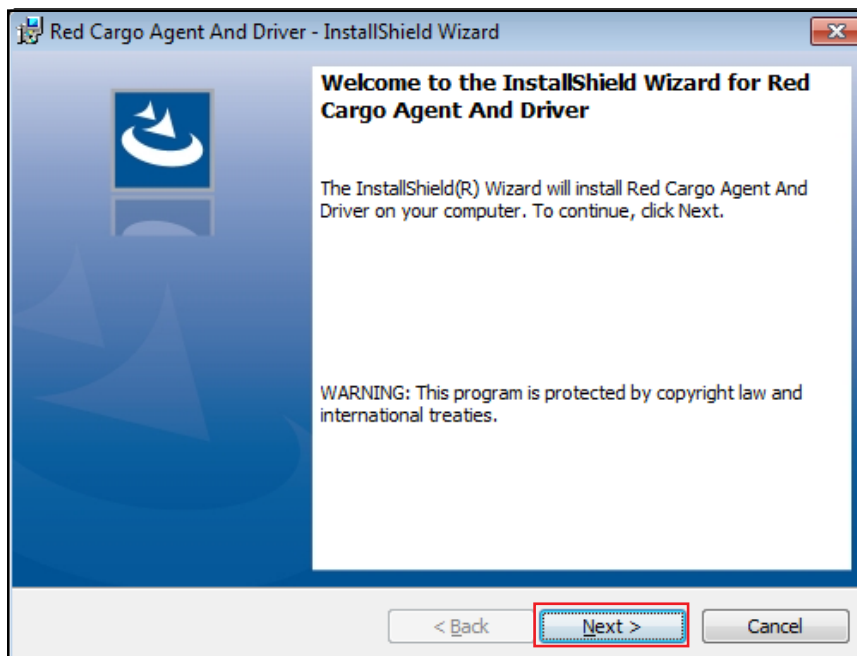 Red Cargo Agent And Driver - InstallShield Wizard
Welcome to the InstallShield Wizard for Red
Cargo Agent And Driver
The InstallShield(R) Wizard will install Red Cargo Agent And
Driver on your computer. To continue, click Next.
WARNING: This program is protected by copyright law and
international treaties.
< Back Next > Cancel